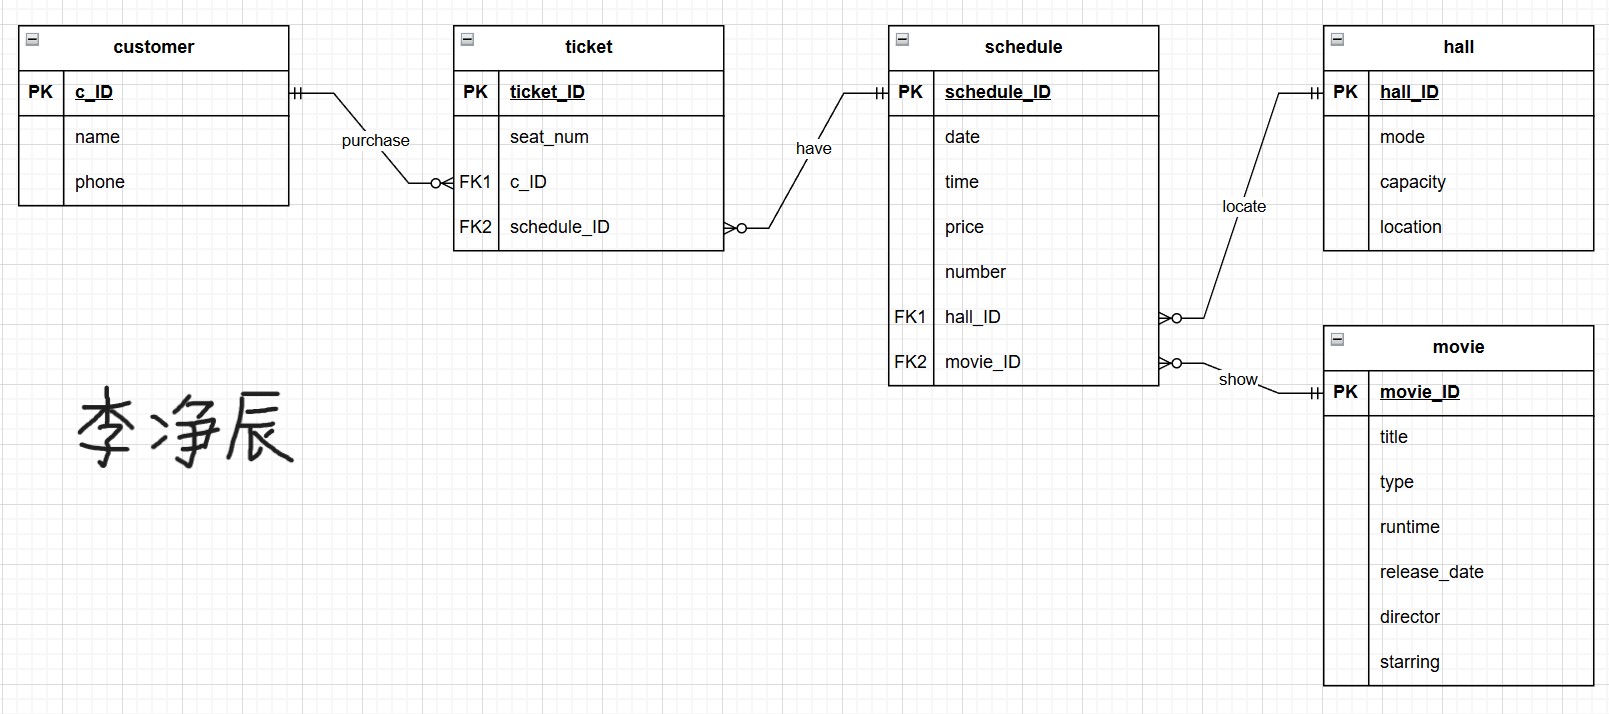 customer
PK c_ID
name
phone
purchase
ticket
PK ticket_ID
seat_num
FK1 c_ID
FK2 schedule_ID
have
schedule
PK schedule_ID
date
time
price
number
FK1 hall_ID
FK2 movie_ID
locate
show
hall
PK hall_ID
mode
capacity
location
movie
PK movie_ID
title
type
runtime
release_date
director
starring
李净辰